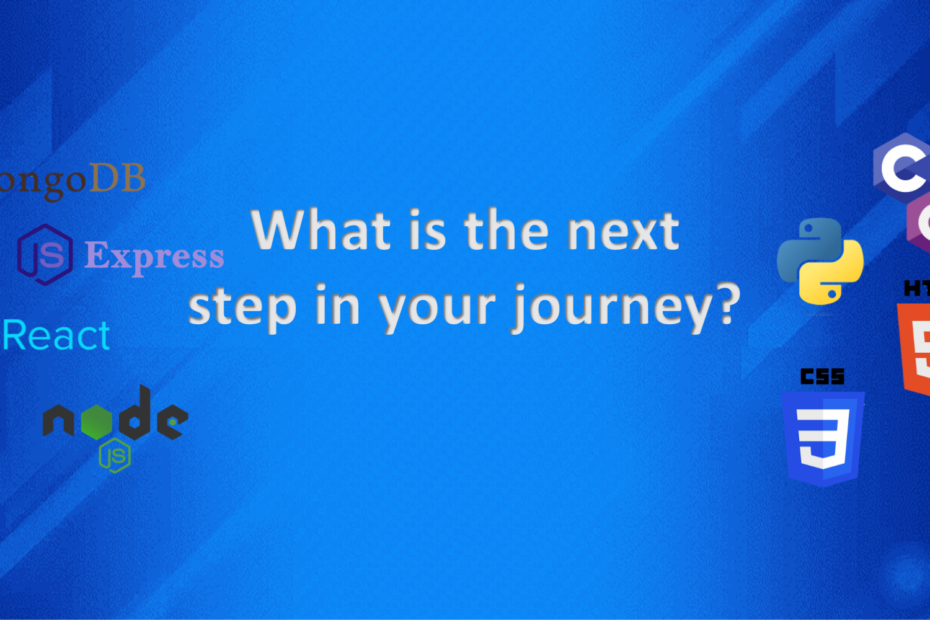 ongoDB
JS Express
React
node
JS
What is the next
step in your journey?
C
CSS
3
HT
5